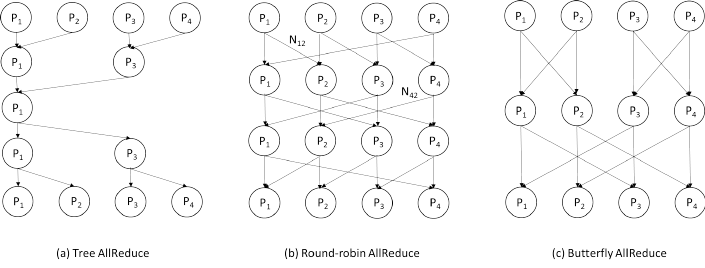 P1 P2 P3 P4
P1 P3
P1
P1 P3
P1 P2 P3 P4
(a) Tree AllReduce
P1 P2 P3 P4
N12
P1 P2 P3 P4
N42
P1 P2 P3 P4
P1 P2 P3 P4
(b) Round-robin AllReduce
P1 P2 P3 P4
P1 P2 P3 P4
P1 P2 P3 P4
(c) Butterfly AllReduce